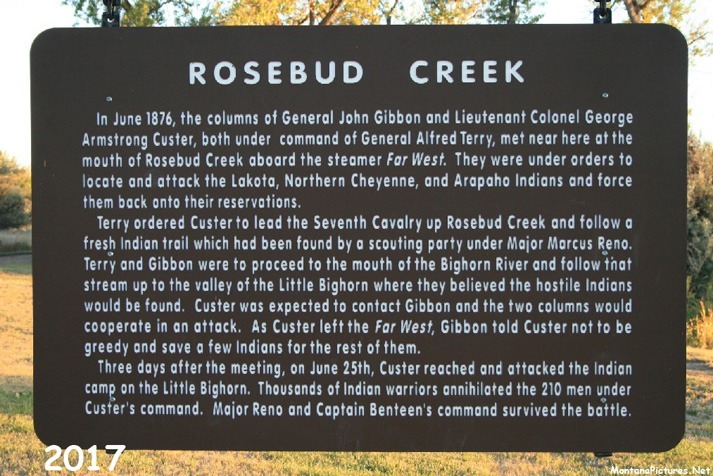 ROSEBUD CREEK
In June 1876, the columns of General John Gibbon and Lieutenant Colonel George
Armstrong Custer, both under command of General Alfred Terry, met near here at the
mouth of Rosebud Creek aboard the steamer Far West. They were under orders to
locate and attack the Lakota, Northern Cheyenne, and Arapaho Indians and force
them back onto their reservations.
Terry ordered Custer to lead the Seventh Cavalry up Rosebud Creek and follow a
fresh Indian trail which had been found by a scouting party under Major Marcus Reno.
Terry and Gibbon were to proceed to the mouth of the Bighorn River and follow that
stream up to the valley of the Little Bighorn where they believed the hostile Indians
would be found. Custer was expected to contact Gibbon and the two columns would
cooperate in an attack. As Custer left the Far West, Gibbon told Custer not to be
greedy and save a few Indians for the rest of them.
Three days after the meeting, on June 25th, Custer reached and attacked the Indian
camp on the Little Bighorn. Thousands of Indian warriors annihilated the 210 men under
Custer's command. Major Reno and Captain Benteen's command survived the battle.
2017
MontanaPictures.Net